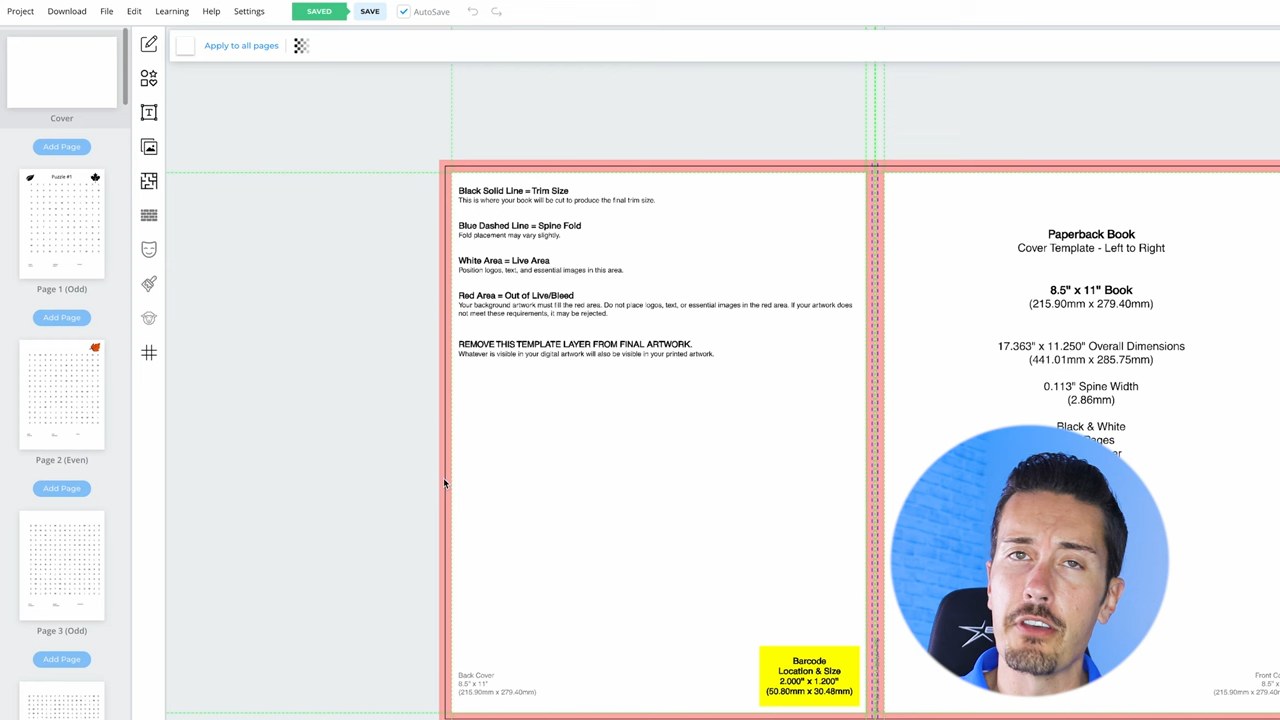 Project Download File Edit Learning Help Settings SAVED SAVE AutoSave
Apply to all pages
Cover
Add Page
Puzzle #1
Page 1 (Odd)
Add Page
Page 2 (Even)
Add Page
Page 3 (Odd)
Add Page
Black Solid Line = Trim Size
This is where your book will be cut to produce the final trim size.
Blue Dashed Line = Spine Fold
Fold placement may vary slightly.
White Area = Live Area
Position logos, text, and essential images in this area.
Red Area = Out of Live/Bleed
Your background artwork must fill the red area. Do not place logos, text, or essential images in the red area. If your artwork does
not meet these requirements, it may be rejected.
REMOVE THIS TEMPLATE LAYER FROM FINAL ARTWORK.
Whatever is visible in your digital artwork will also be visible in your printed artwork.
Back Cover
8.5" x 11"
(215.90mm x 279.40mm)
Barcode
Location & Size
2.000" x 1.200"
(50.80mm x 30.48mm)
Paperback Book
Cover Template - Left to Right
8.5" x 11" Book
(215.90mm x 279.40mm)
17.363" x 11.250" Overall Dimensions
(441.01mm x 285.75mm)
0.113" Spine Width
(2.86mm)
Black & White
Front Co
8.5" x
(215.90mm x 279.40